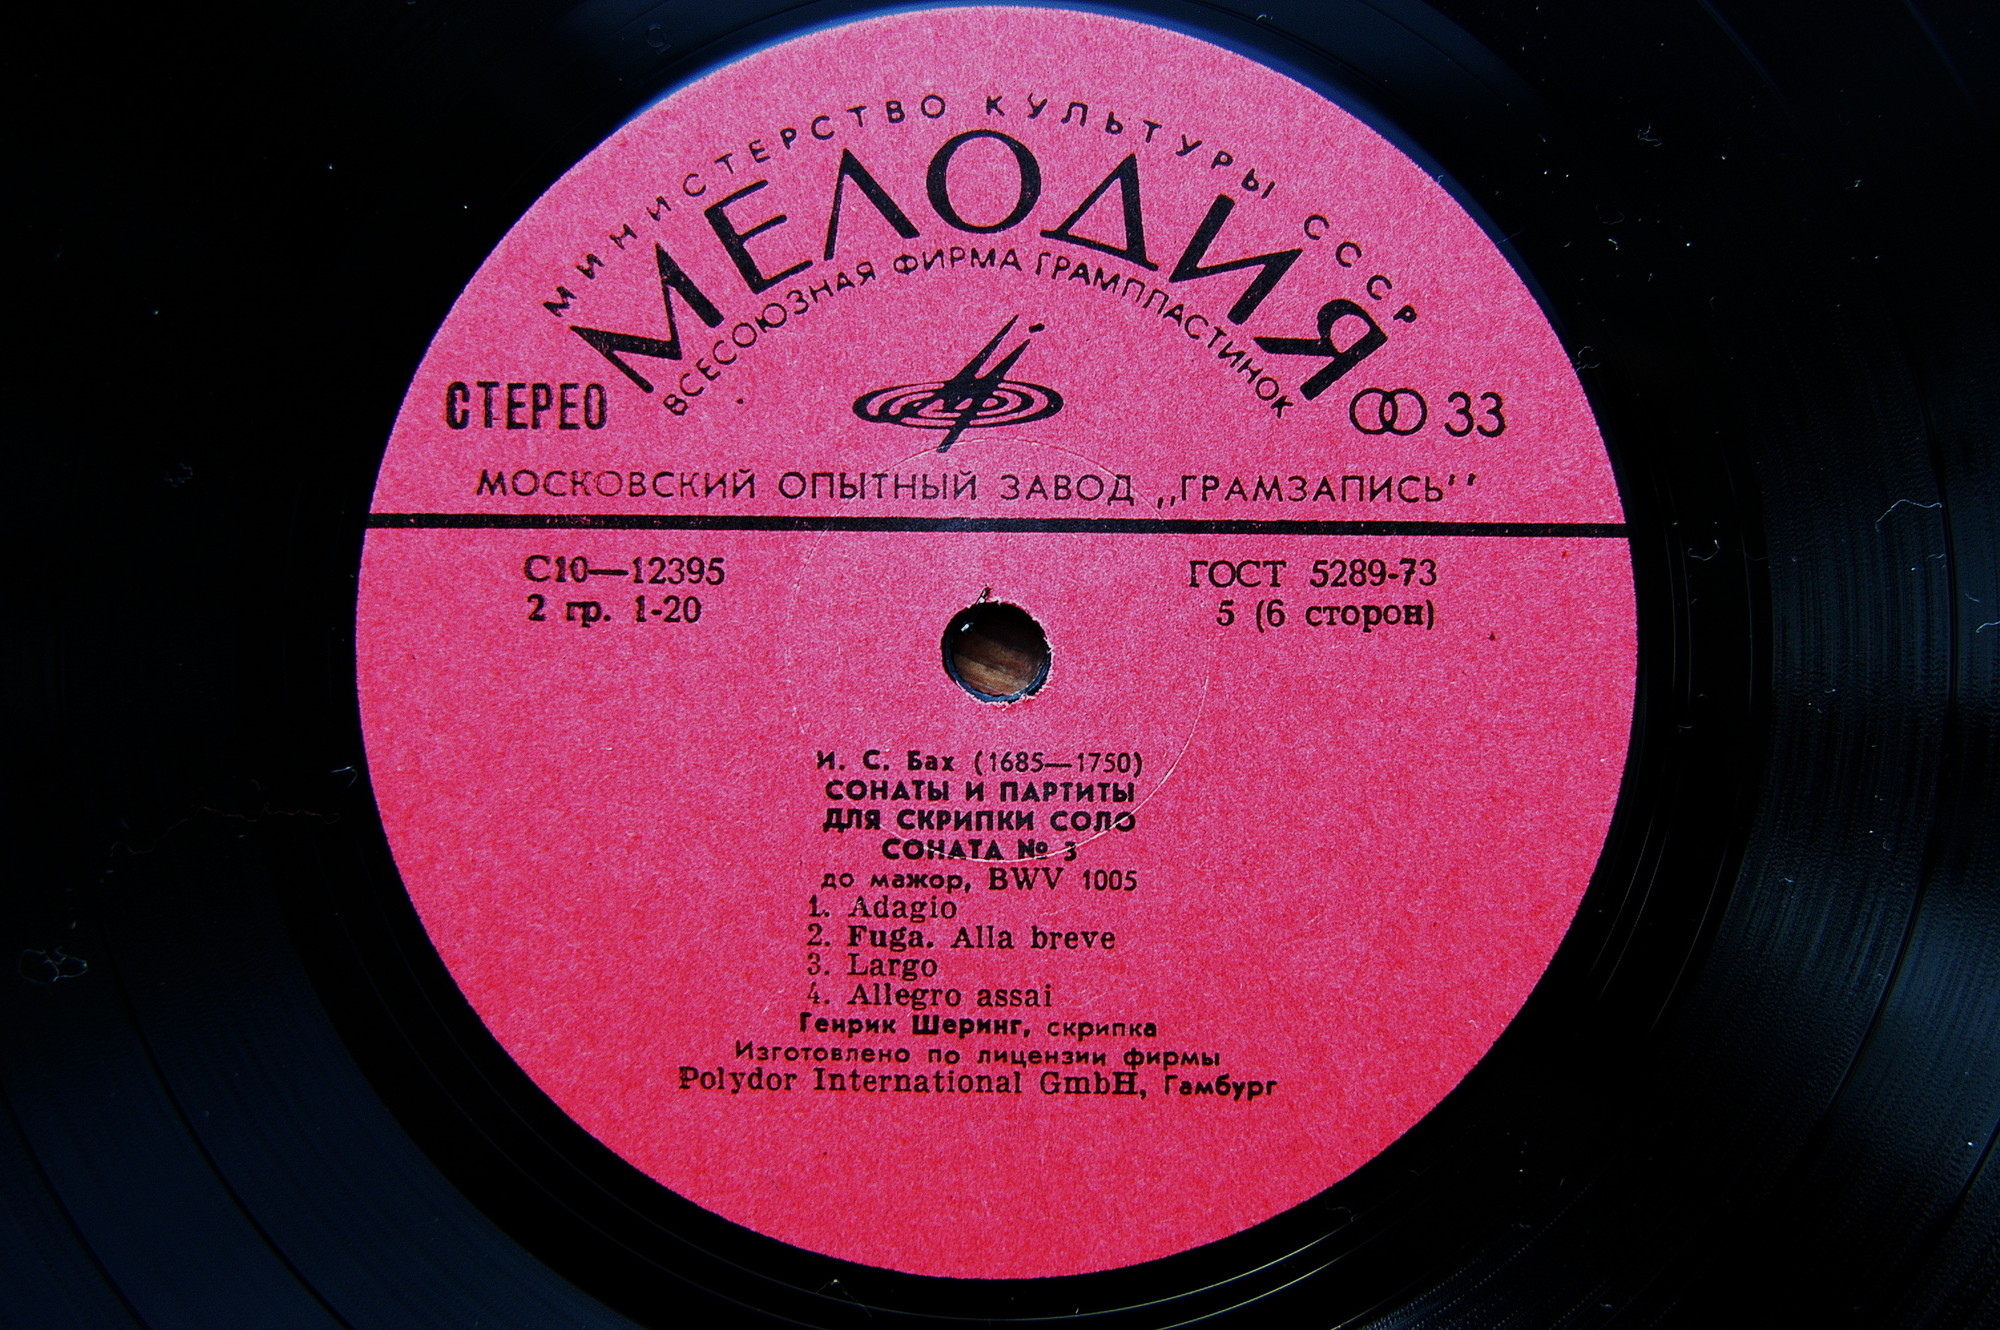 МИНИСТЕРСТВО КУЛЬТУРЫ СССР
МЕЛОДИЯ
ВСЕСОЮЗНАЯ ФИРМА ГРАМПЛАСТИНОК
СТЕРЕО
33
МОСКОВСКИЙ ОПЫТНЫЙ ЗАВОД „ГРАМЗАПИСЬ"
С10—12395
ГОСТ 5289-73
2 гр. 1-20
5 (6 сторон)
И. С. Бах (1685—1750)
СОНАТЫ И ПАРТИТЫ
ДЛЯ СКРИПКИ СОЛО
СОНАТА № 3
до мажор, BWV 1005
1. Adagio
2. Fuga. Alla breve
3. Largo
4. Allegro assai
Генрик Шеринг, скрипка
Изготовлено по лицензии фирмы
Polydor International GmbH, Гамбург